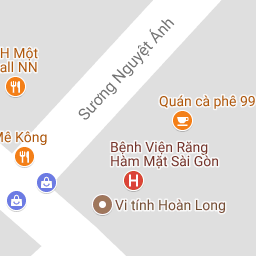 H Một
all NN
Sương Nguyệt Ánh
Quán cà phê 99
Mê Kông
Bệnh Viện Răng
Hàm Mặt Sài Gòn
H
Vi tính Hoàn Long